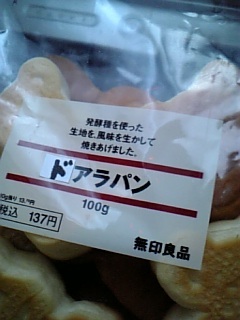 発酵種を使った
生地を、風味を生かして
焼きあげました。
ドアラパン
100g
税込 137円
無印良品